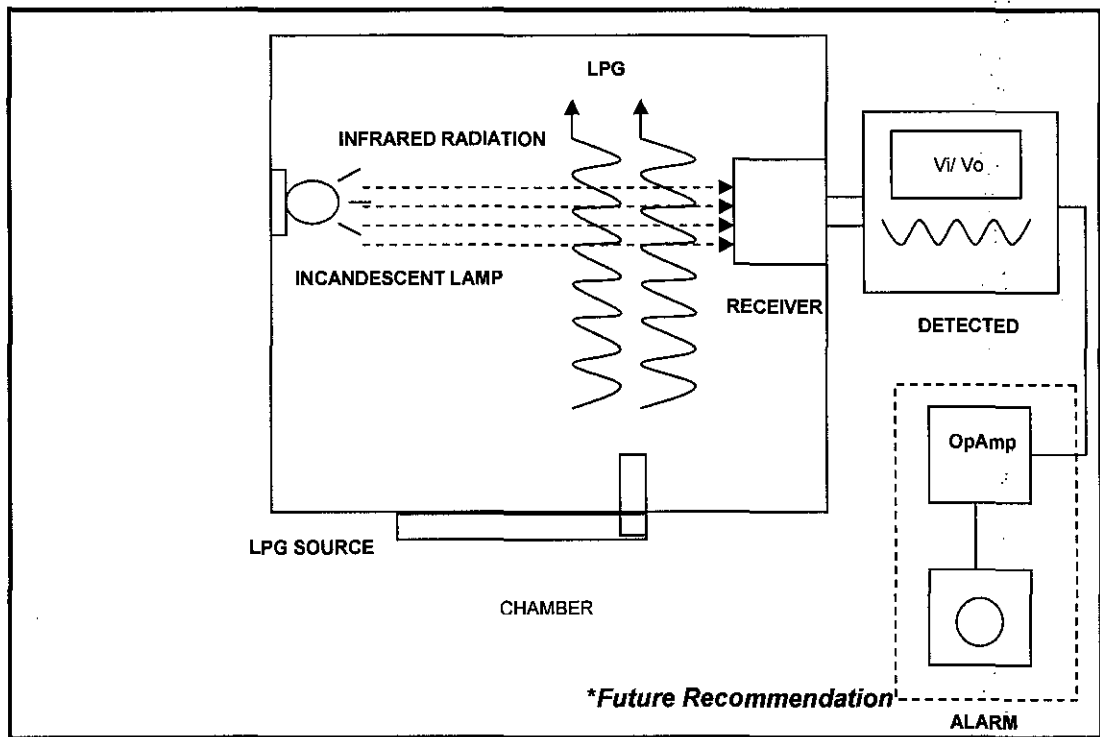 LPG
INFRARED RADIATION
Vi/ Vo
INCANDESCENT LAMP
RECEIVER
DETECTED
OpAmp
LPG SOURCE
CHAMBER
*Future Recommendation
ALARM